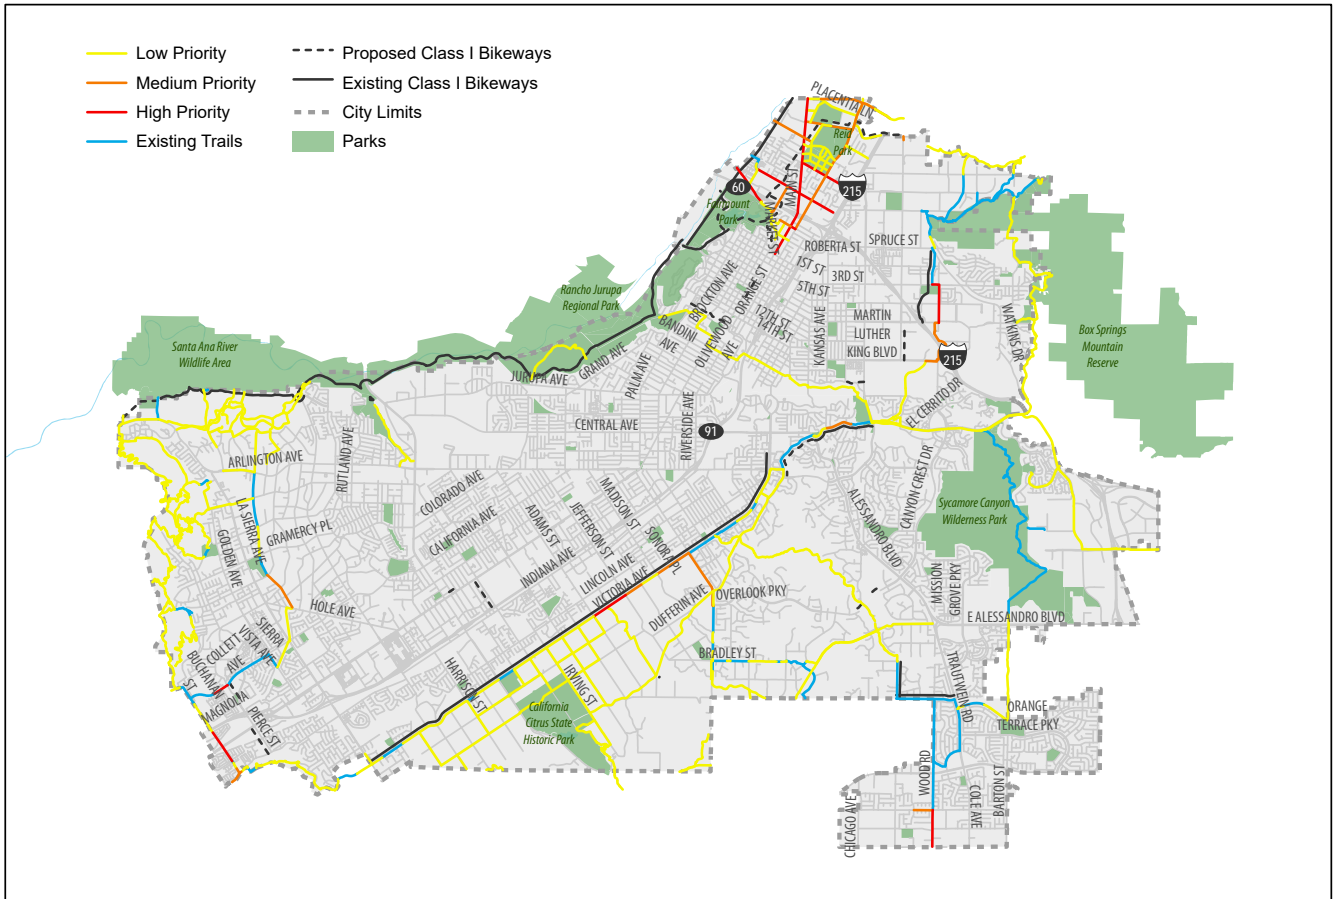 Low Priority
Medium Priority
High Priority
Existing Trails
Proposed Class I Bikeways
Existing Class I Bikeways
City Limits
Parks
PLACENTIA LN
Reid
Park
60
215
MAIN ST
MARKET ST
Fairmount
Park
ROBERTA ST
SPRUCE ST
1ST ST
3RD ST
5TH ST
BROCKTON AVE
ORANGE ST
12TH ST
14TH ST
Rancho Jurupa
Regional Park
BANDINI
AVE
OLIVEWOOD
AVE
KANSAS AVE
MARTIN
LUTHER
KING BLVD
215
WATKINS DR
Box Springs
Mountain
Reserve
Santa Ana River
Wildlife Area
JURUPA AVE
GRAND AVE
PALM AVE
EL CERRITO DR
CENTRAL AVE
RIVERSIDE AVE
91
ARLINGTON AVE
RUTLAND AVE
COLORADO AVE
CALIFORNIA AVE
MADISON ST
JEFFERSON ST
ADAMS ST
SONORA PL
ALESSANDRO BLVD
CANYON CREST DR
Sycamore Canyon
Wilderness Park
LA SIERRA AVE
GRAMERCY PL
GOLDEN AVE
INDIANA AVE
LINCOLN AVE
VICTORIA AVE
DUFFERIN AVE
OVERLOOK PKY
MISSION
GROVE PKY
E ALESSANDRO BLVD
HOLE AVE
SIERRA
VISTA AVE
COLLETT
AVE
BUCHANAN
ST
MAGNOLIA
PIERCE ST
HARRISON ST
IRVING ST
BRADLEY ST
California
Citrus State
Historic Park
TRAUTWEIN RD
ORANGE
TERRACE PKY
WOOD RD
COLE AVE
BARTON ST
CHICAGO AVE